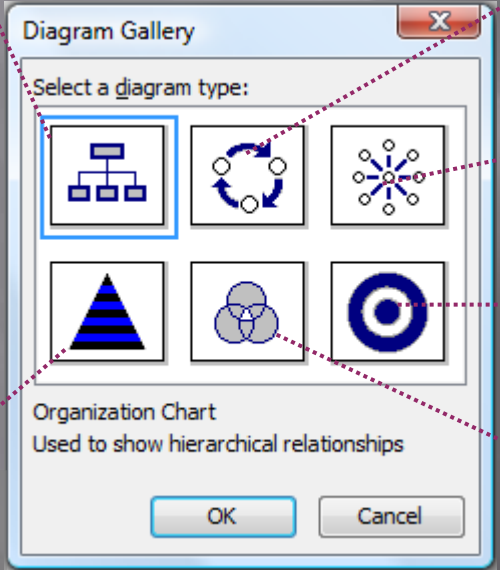 Diagram Gallery
Select a diagram type:
Organization Chart
Used to show hierarchical relationships
OK
Cancel